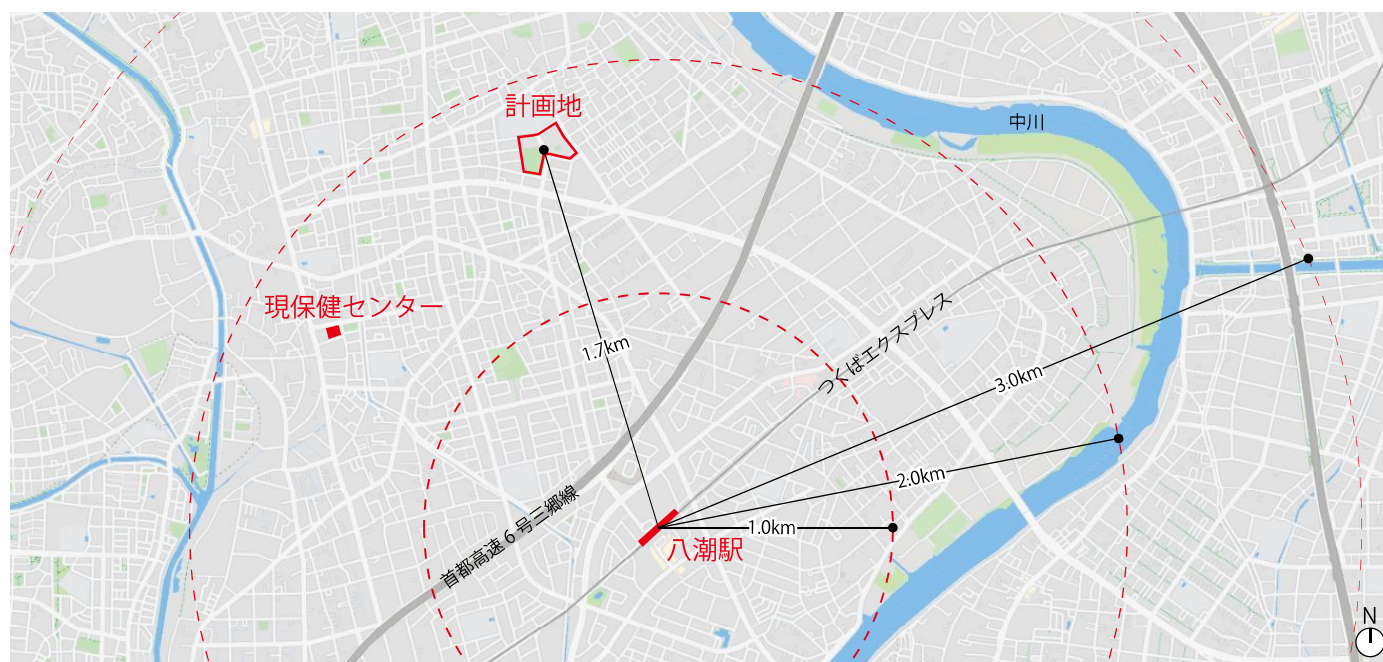 計画地
中川
現保健センター
1.7km
つくばエクスプレス
3.0km
2.0km
1.0km
首都高速6号三郷線
八潮駅
N